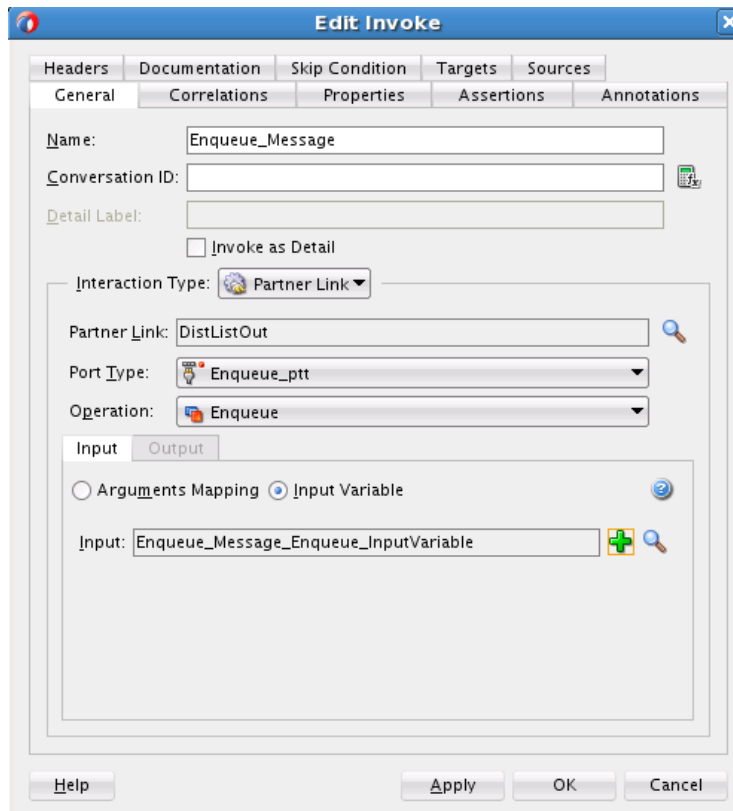 Edit Invoke
Headers Documentation Skip Condition Targets Sources
General Correlations Properties Assertions Annotations
Name: Enqueue_Message
Conversation ID:
Detail Label:
Invoke as Detail
Interaction Type: Partner Link
Partner Link: DistListOut
Port Type: Enqueue_ptt
Operation: Enqueue
Input Output
Arguments Mapping Input Variable
Input: Enqueue_Message_Enqueue_InputVariable
Help Apply OK Cancel